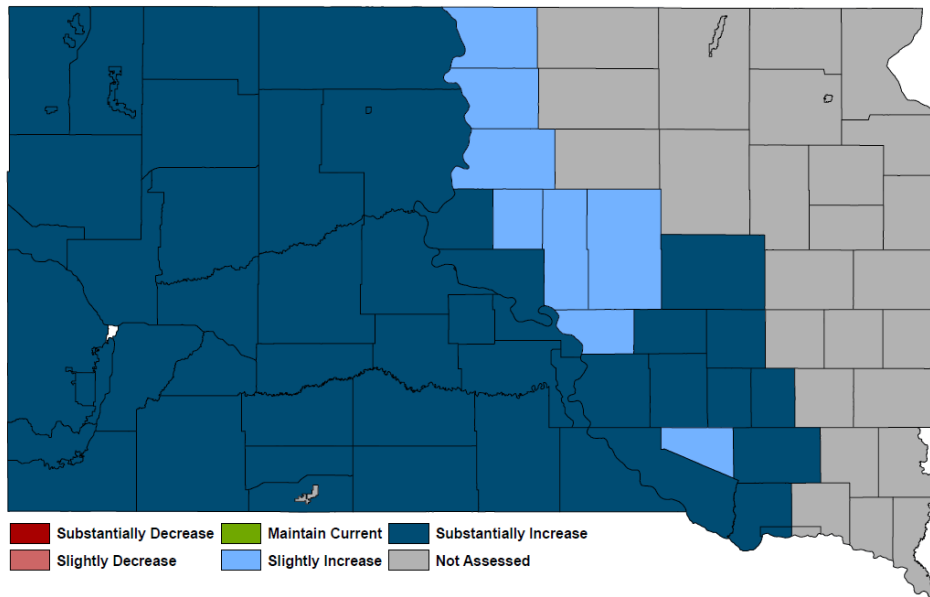 Substantially Decrease Maintain Current Substantially Increase
Slightly Decrease Slightly Increase Not Assessed